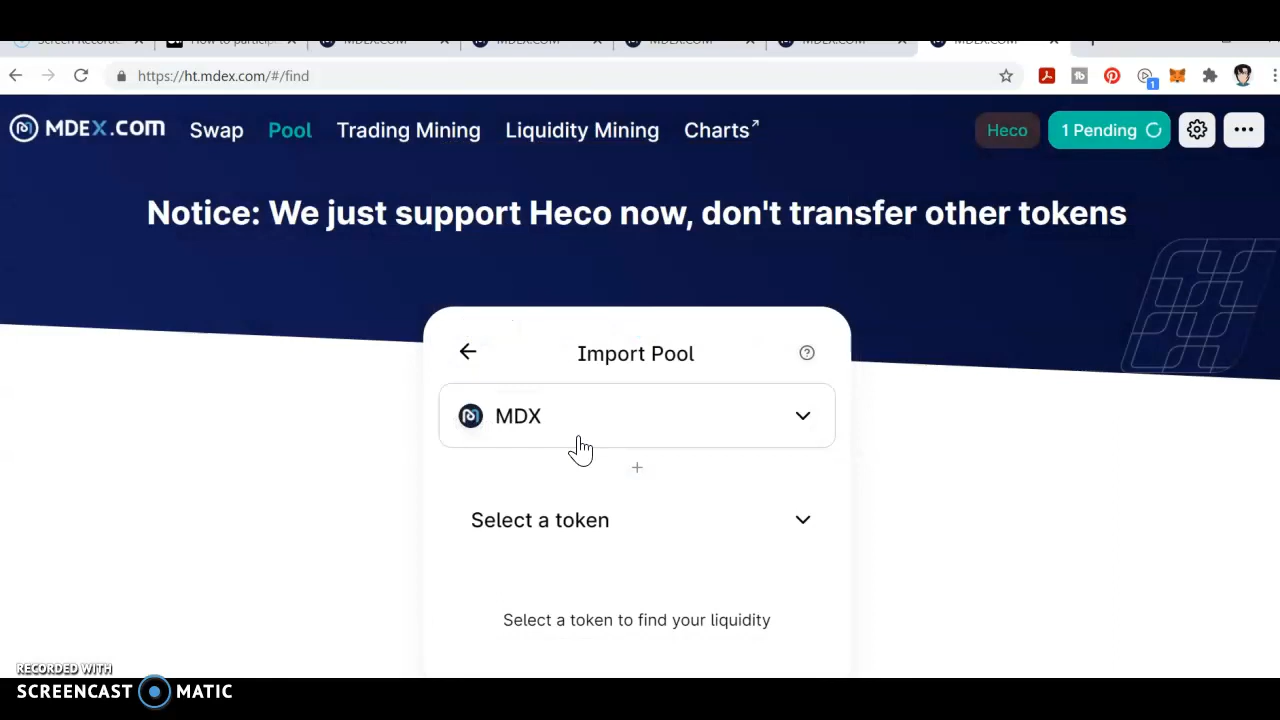 https://ht.mdex.com/#/find
1
MDEX.COM Swap Pool Trading Mining Liquidity Mining Charts Heco 1 Pending
Notice: We just support Heco now, don't transfer other tokens
Import Pool
MDX
Select a token
Select a token to find your liquidity
RECORDED WITH
SCREENCAST MATIC